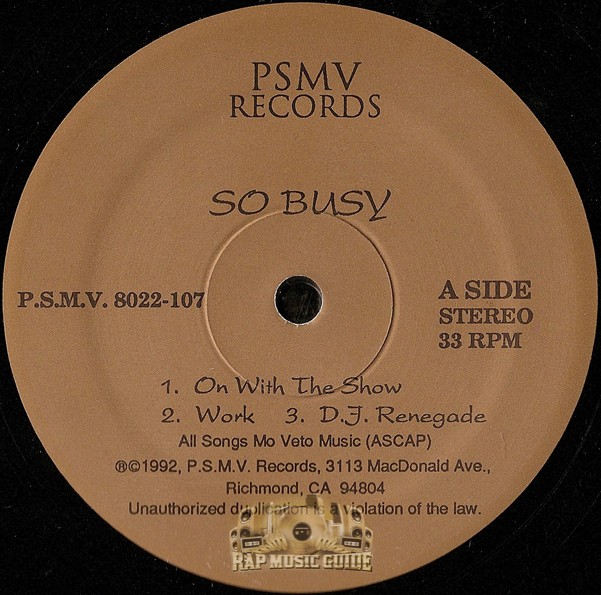 PSMV
RECORDS
SO BUSY
P.S.M.V. 8022-107
A SIDE
STEREO
33 RPM
1. On With The Show
2. Work 3. D.J. Renegade
All Songs Mo Veto Music (ASCAP)
®©1992, P.S.M.V. Records, 3113 MacDonald Ave.,
Richmond, CA 94804
Unauthorized duplication is a violation of the law.
RAP MUSIC GUIDE